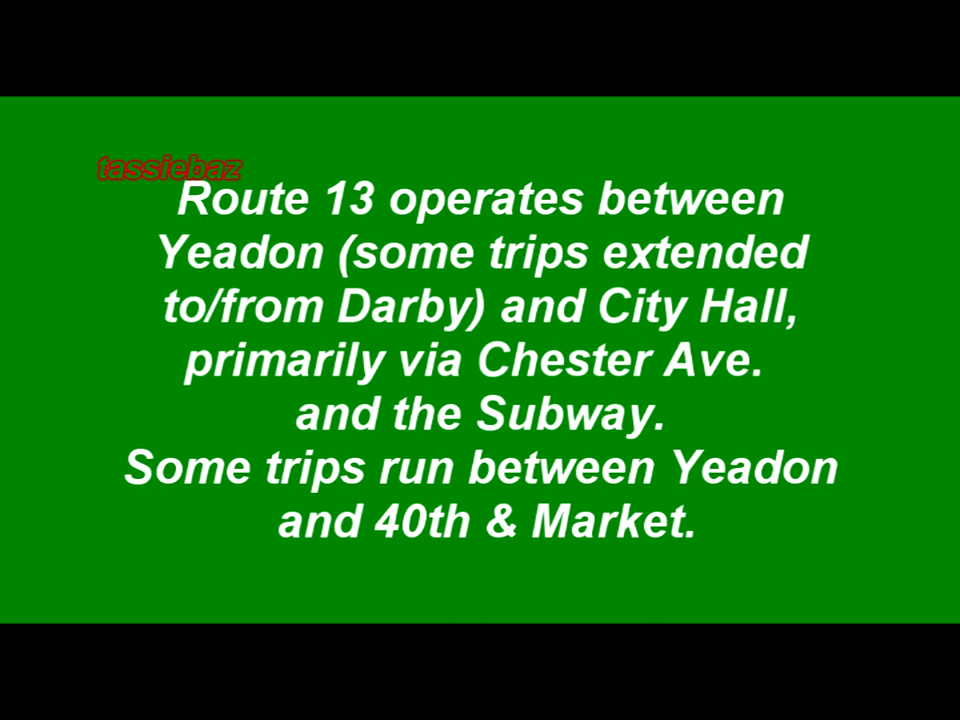 tassiebaz
Route 13 operates between
Yeadon (some trips extended
to/from Darby) and City Hall,
primarily via Chester Ave.
and the Subway.
Some trips run between Yeadon
and 40th & Market.